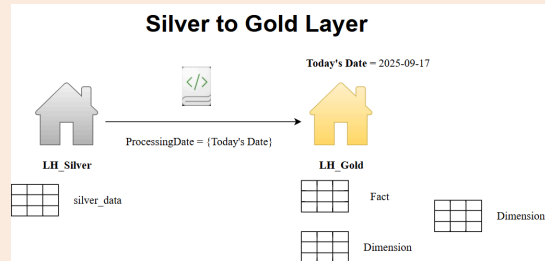 Silver to Gold Layer
Today's Date = 2025-09-17
</>
ProcessingDate = {Today's Date}
LH_Silver
LH_Gold
silver_data
Fact
Dimension
Dimension